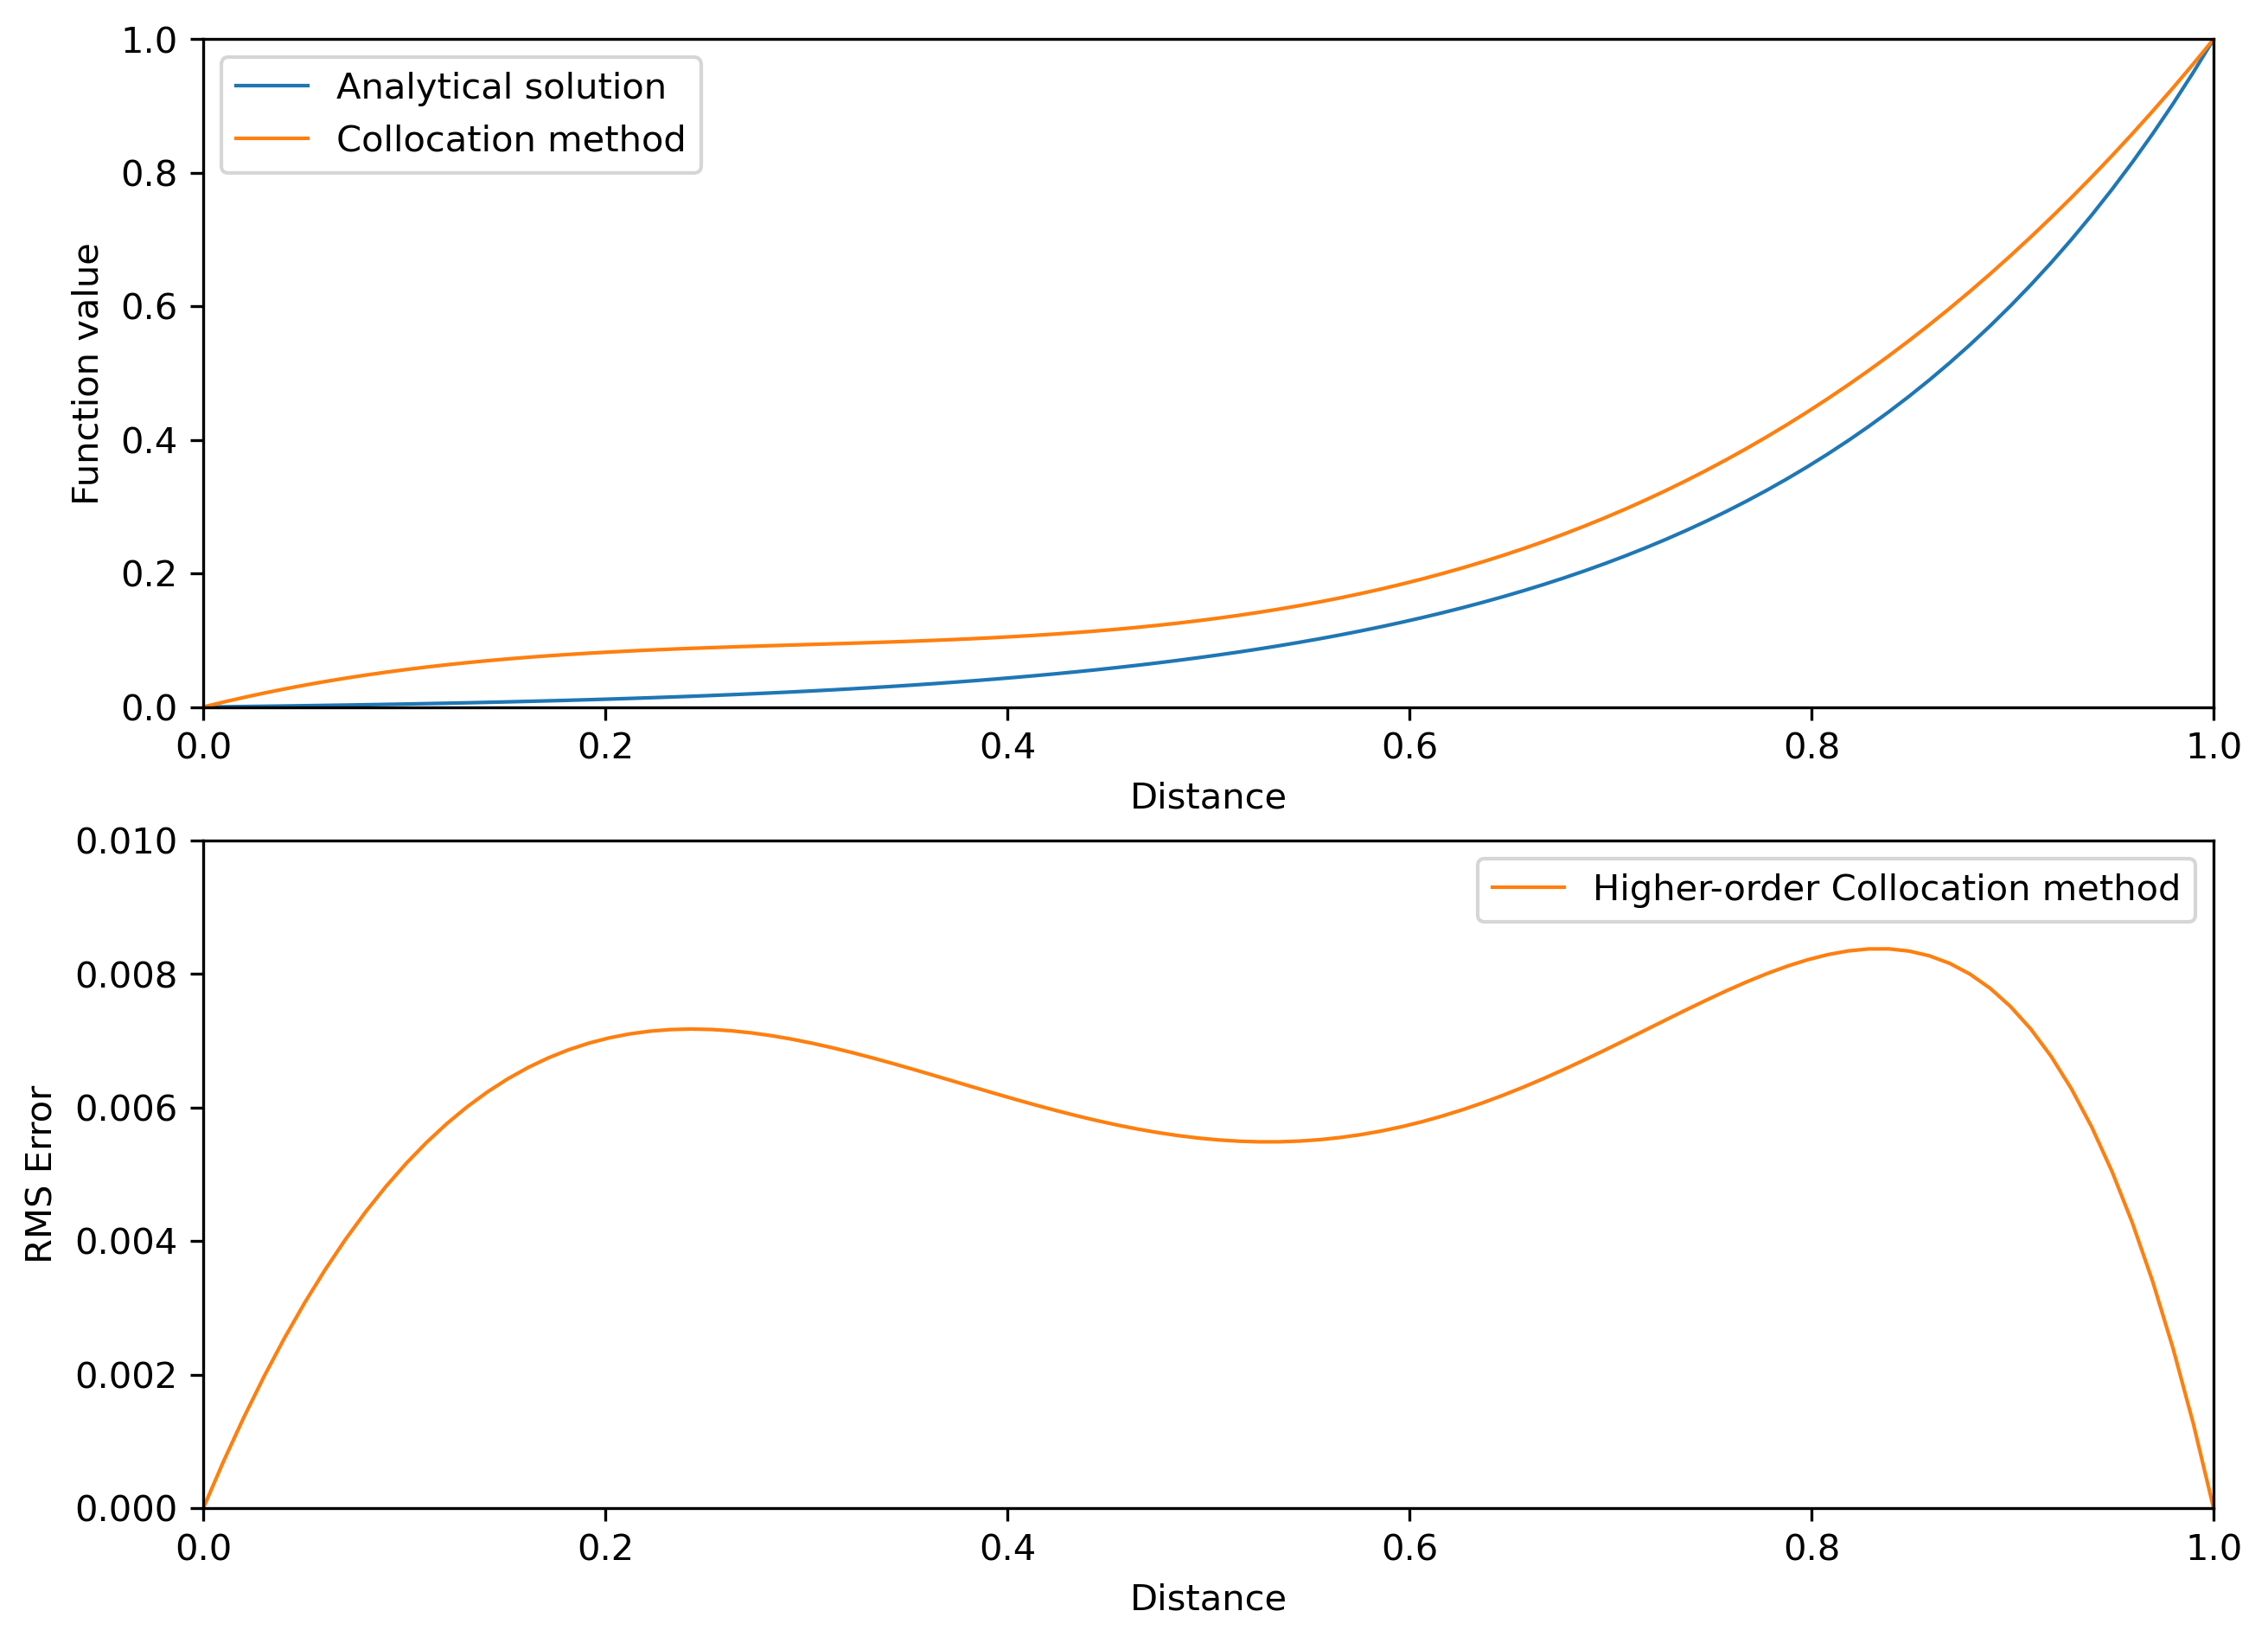 1.0
0.8
0.6
0.4
0.2
0.0
Function value
Analytical solution
Collocation method
0.0 0.2 0.4 0.6 0.8 1.0
Distance
0.010
0.008
0.006
0.004
0.002
0.000
RMS Error
Higher-order Collocation method
0.0 0.2 0.4 0.6 0.8 1.0
Distance